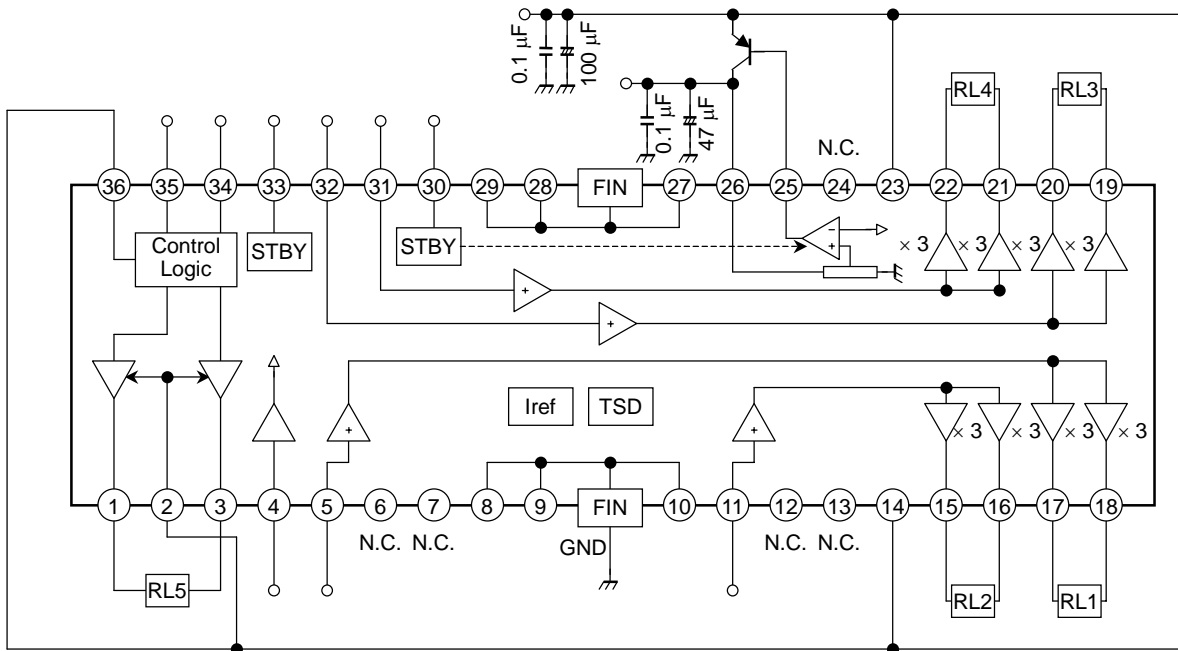 0.1 μF
100 μF
0.1 μF
47 μF
RL4
RL3
N.C.
36
35
34
33
32
31
30
29
28
FIN
27
26
25
24
23
22
21
20
19
Control
Logic
STBY
STBY
−
+
× 3
× 3
× 3
× 3
+
+
Iref
TSD
+
+
× 3
× 3
× 3
× 3
1
2
3
4
5
6
7
8
9
FIN
10
11
12
13
14
15
16
17
18
N.C. N.C.
GND
N.C. N.C.
RL5
RL2
RL1